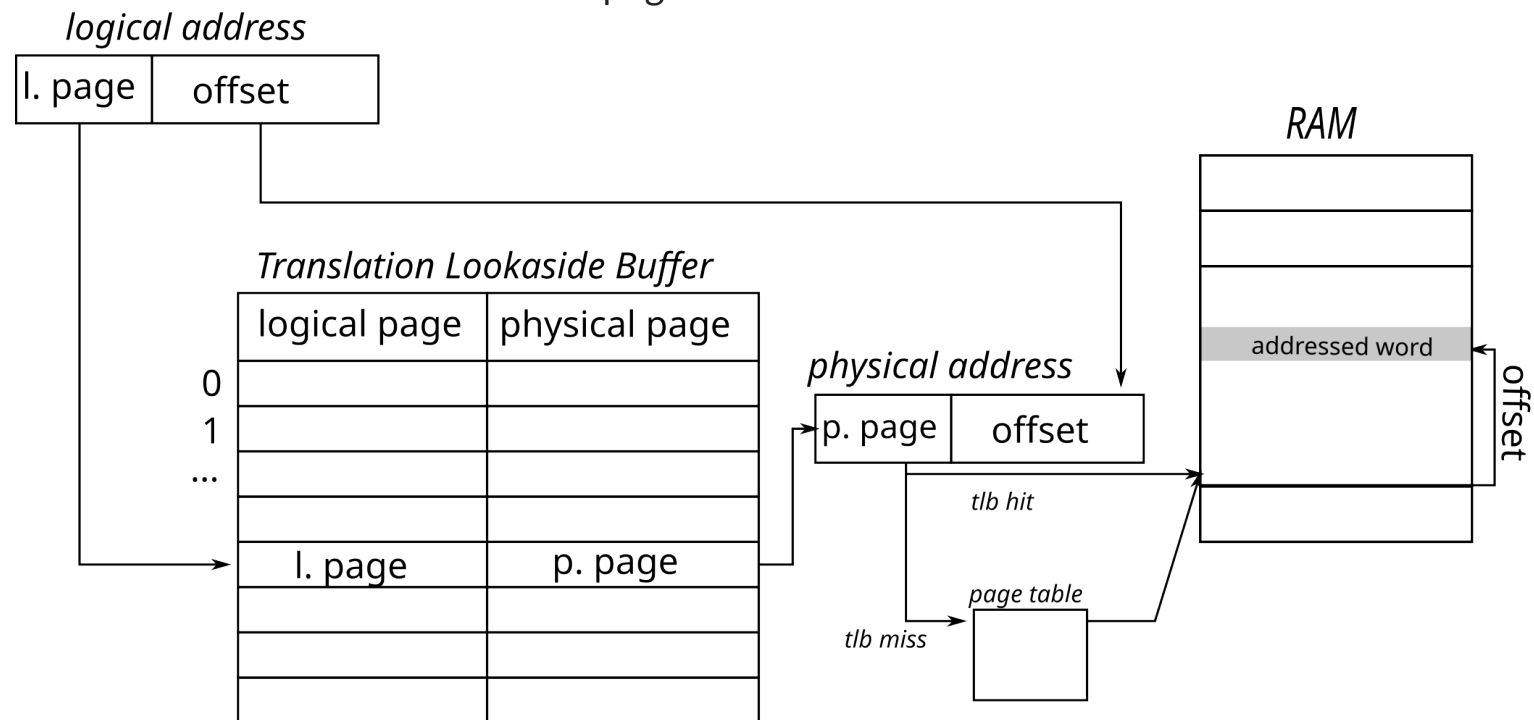 logical address
l. page
offset
RAM
Translation Lookaside Buffer
logical page
physical page
0
1
...
l. page
p. page
physical address
p. page
offset
tlb hit
tlb miss
page table
addressed word
offset